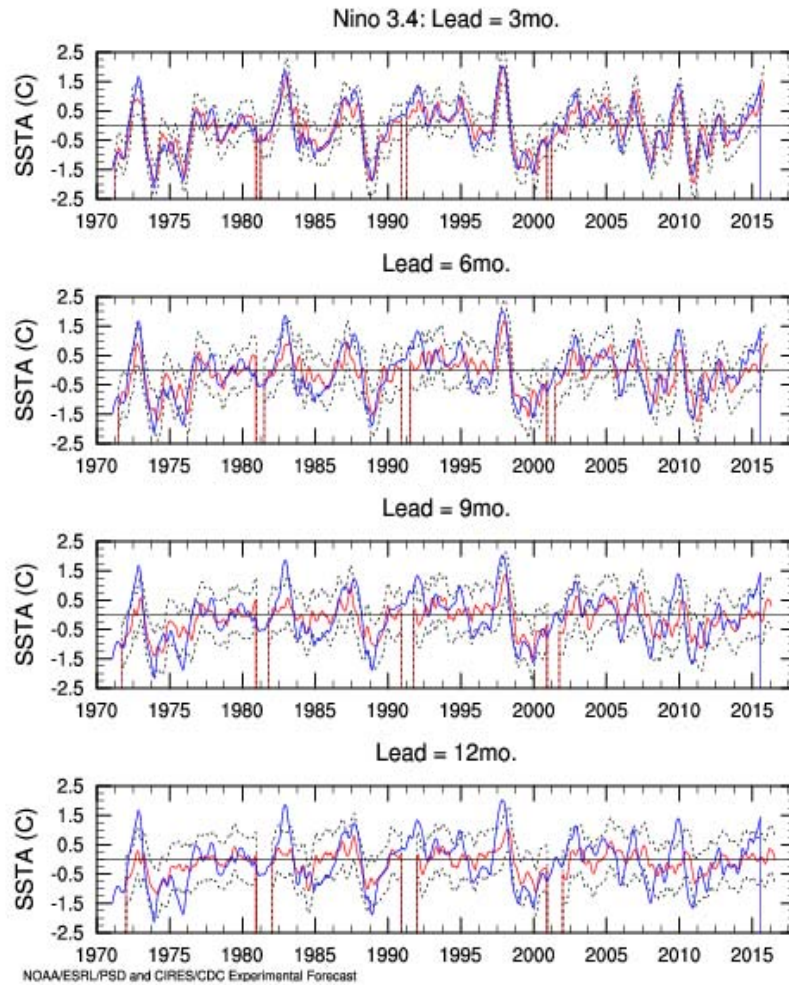 Nino 3.4: Lead = 3mo.
SSTA (C)
2.5
1.5
0.5
-0.5
-1.5
-2.5
1970 1975 1980 1985 1990 1995 2000 2005 2010 2015
Lead = 6mo.
SSTA (C)
2.5
1.5
0.5
-0.5
-1.5
-2.5
1970 1975 1980 1985 1990 1995 2000 2005 2010 2015
Lead = 9mo.
SSTA (C)
2.5
1.5
0.5
-0.5
-1.5
-2.5
1970 1975 1980 1985 1990 1995 2000 2005 2010 2015
Lead = 12mo.
SSTA (C)
2.5
1.5
0.5
-0.5
-1.5
-2.5
1970 1975 1980 1985 1990 1995 2000 2005 2010 2015
NOAA/ESRL/PSD and CIRES/CDC Experimental Forecast